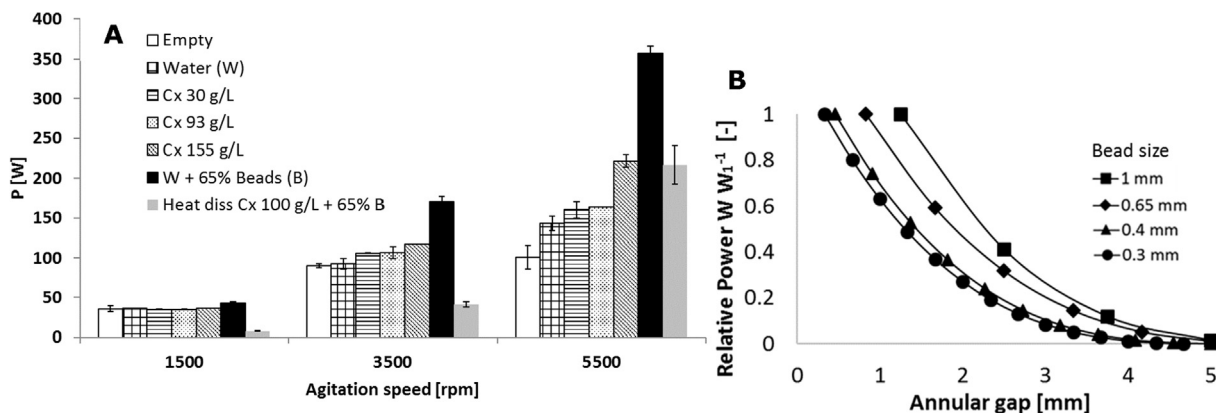 A
P [W]
400
350
300
250
200
150
100
50
0
Empty
Water (W)
Cx 30 g/L
Cx 93 g/L
Cx 155 g/L
W + 65% Beads (B)
Heat diss Cx 100 g/L + 65% B
1500 3500 5500
Agitation speed [rpm]
B
Relative Power W W₁⁻¹ [-]
1
0.8
0.6
0.4
0.2
0
Bead size
1 mm
0.65 mm
0.4 mm
0.3 mm
0 1 2 3 4 5
Annular gap [mm]